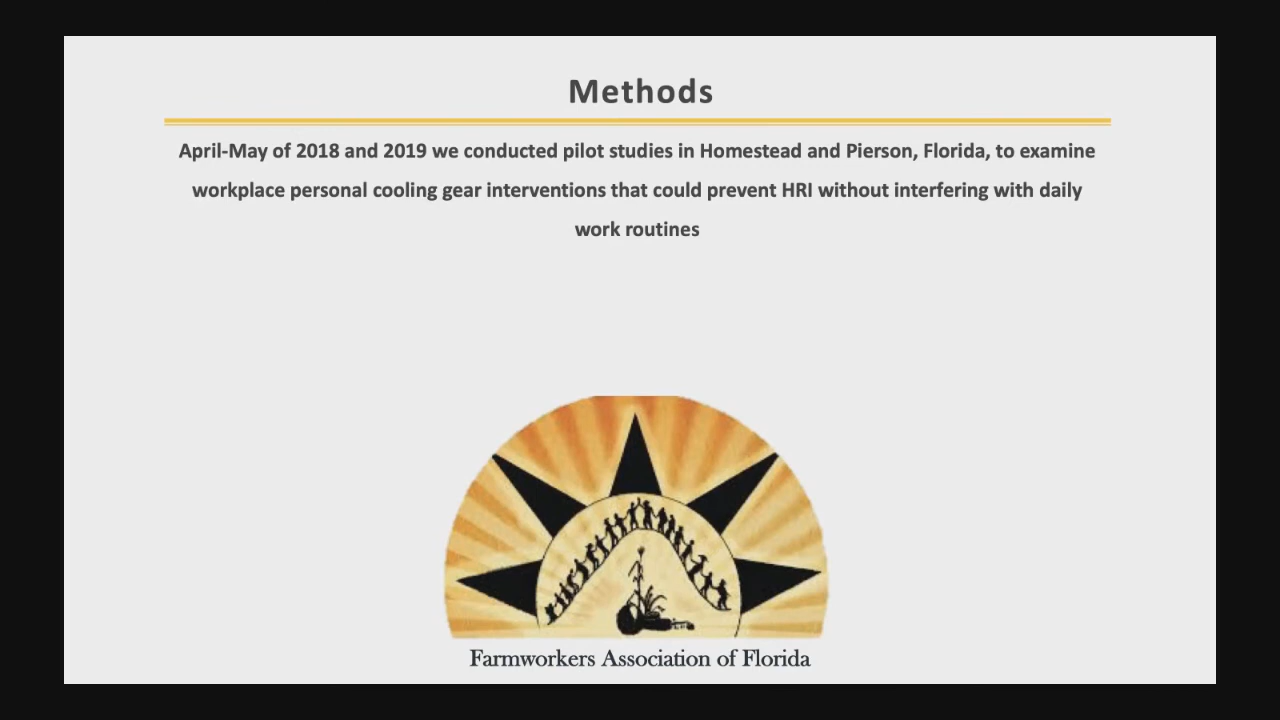 Methods
April-May of 2018 and 2019 we conducted pilot studies in Homestead and Pierson, Florida, to examine
workplace personal cooling gear interventions that could prevent HRI without interfering with daily
work routines
Farmworkers Association of Florida